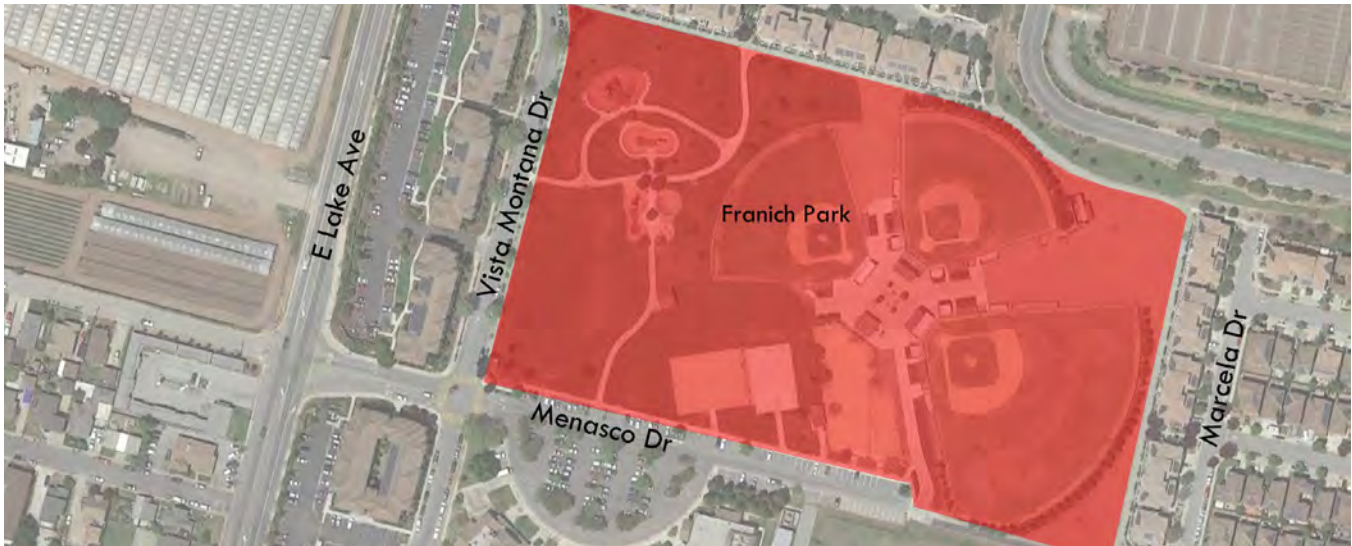 E Lake Ave
Vista Montana Dr
Franich Park
Menasco Dr
Marcela Dr